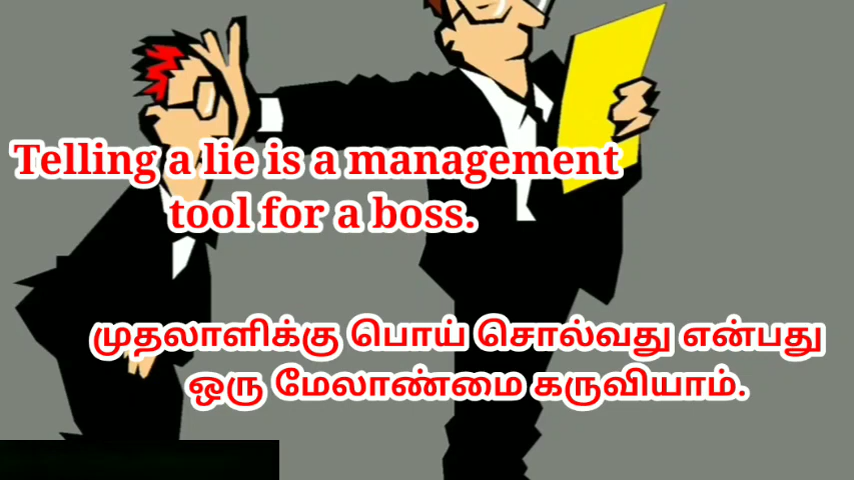 Telling a lie is a management
tool for a boss.
முதலாளிக்கு பொய் சொல்வது என்பது
ஒரு மேலாண்மை கருவியாம்.